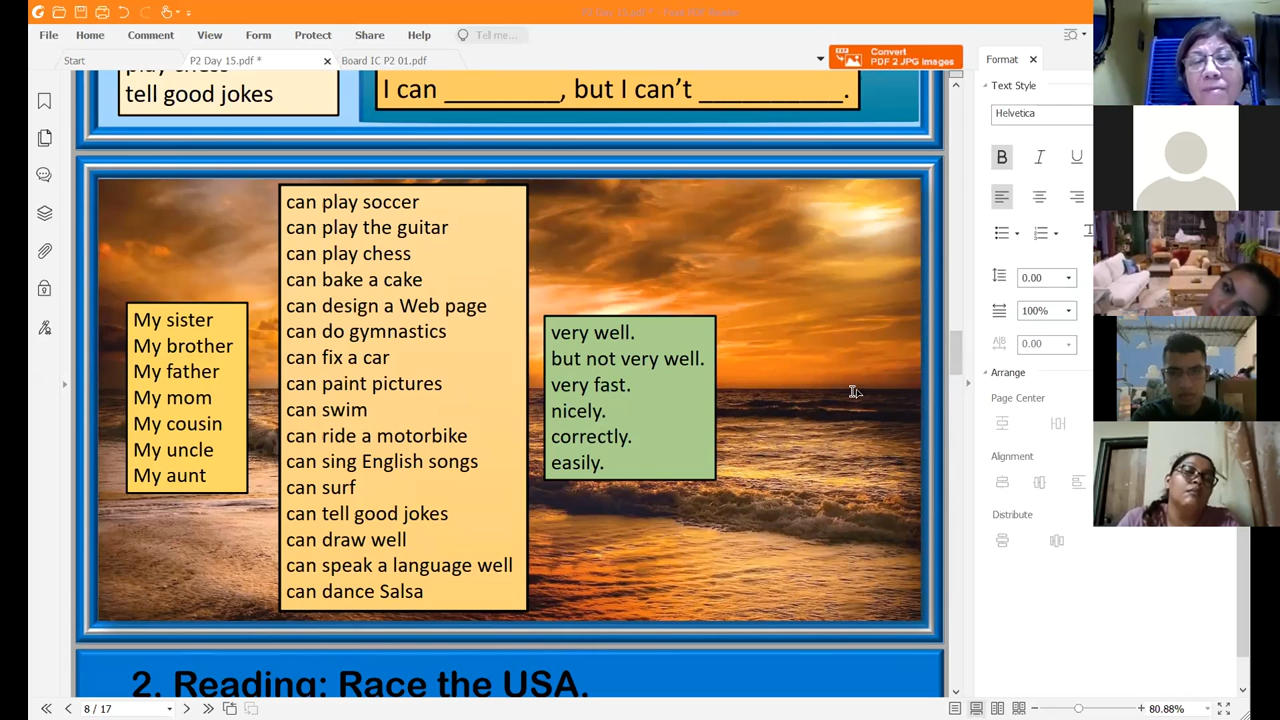 File Home Comment View Form Protect Share Help Tell me...
Start P2 Day 15.pdf * Board IC P2 01.pdf
Convert
PDF 2 JPG Images
Format
Text Style
Helvetica
B I U
0.00
100%
0.00
Arrange
Page Center
Alignment
Distribute
play chess
tell good jokes
I can ________, but I can't __________.
My sister
My brother
My father
My mom
My cousin
My uncle
My aunt
can play soccer
can play the guitar
can play chess
can bake a cake
can design a Web page
can do gymnastics
can fix a car
can paint pictures
can swim
can ride a motorbike
can sing English songs
can surf
can tell good jokes
can draw well
can speak a language well
can dance Salsa
very well.
but not very well.
very fast.
nicely.
correctly.
easily.
2. Reading: Race the USA.
8 / 17
80.88%